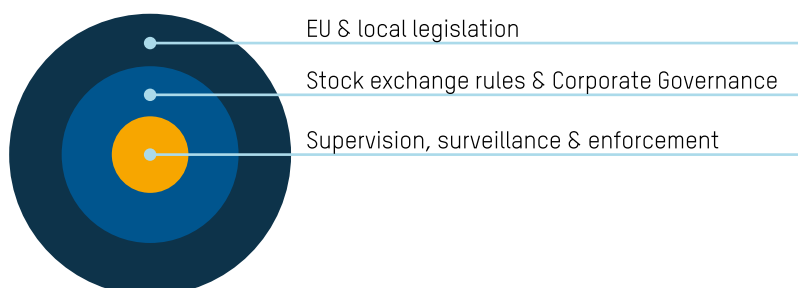 EU & local legislation
Stock exchange rules & Corporate Governance
Supervision, surveillance & enforcement